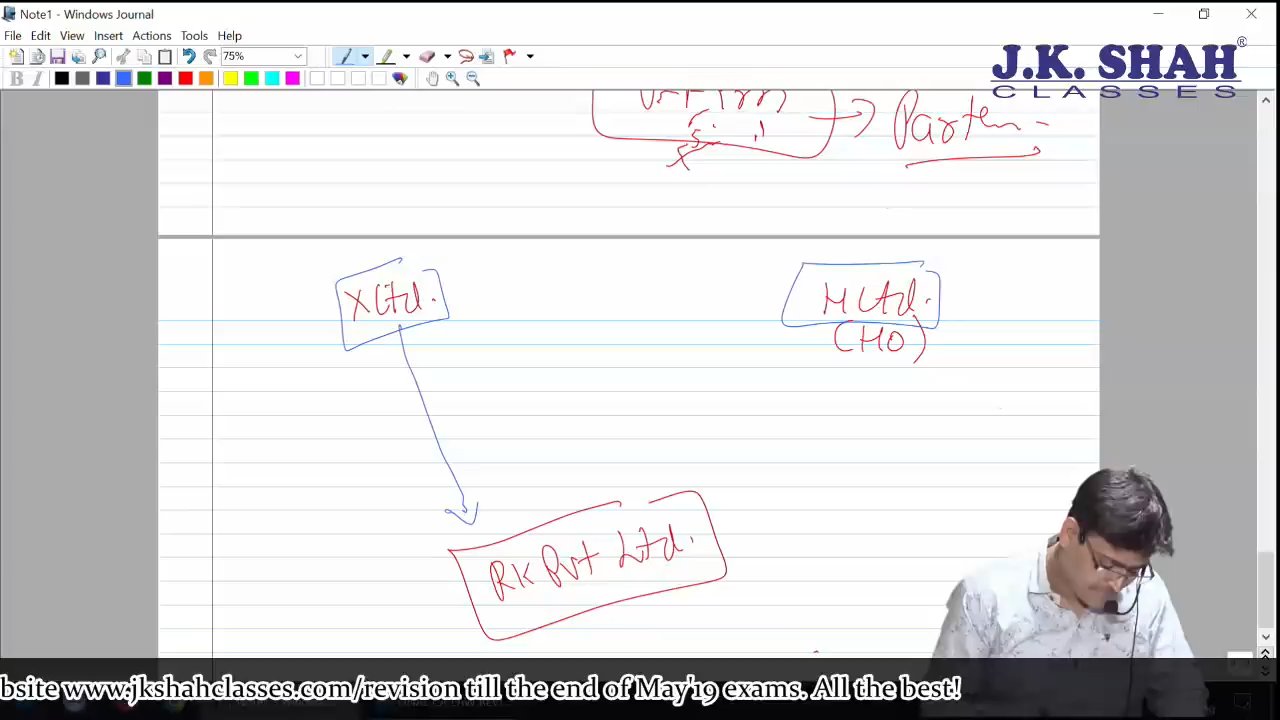 Note1 - Windows Journal
File Edit View Insert Actions Tools Help
75%
B I
J.K. SHAH®
CLASSES
X Ltd.
H Ltd.
(HO)
RK Pvt Ltd.
bsite www.jkshahclasses.com/revision till the end of May'19 exams. All the best!